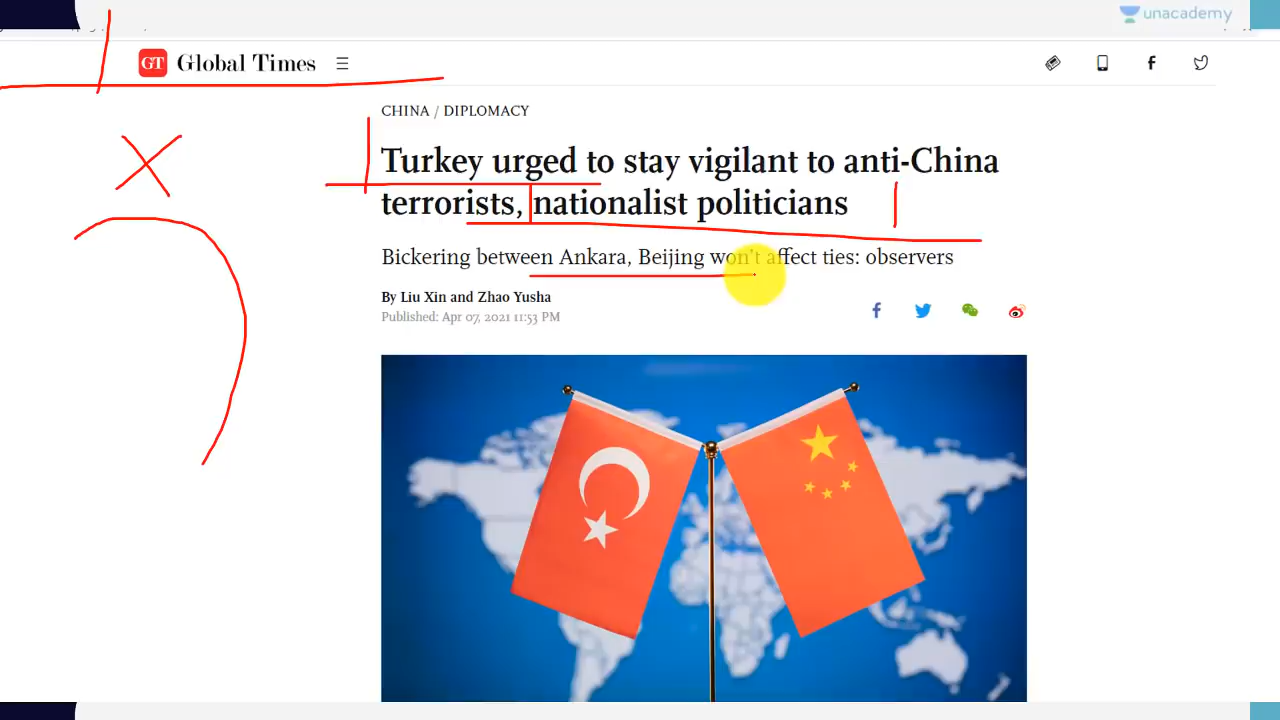 unacademy
GT Global Times
CHINA / DIPLOMACY
Turkey urged to stay vigilant to anti-China
terrorists, nationalist politicians
Bickering between Ankara, Beijing won't affect ties: observers
By Liu Xin and Zhao Yusha
Published: Apr 07, 2021 11:53 PM